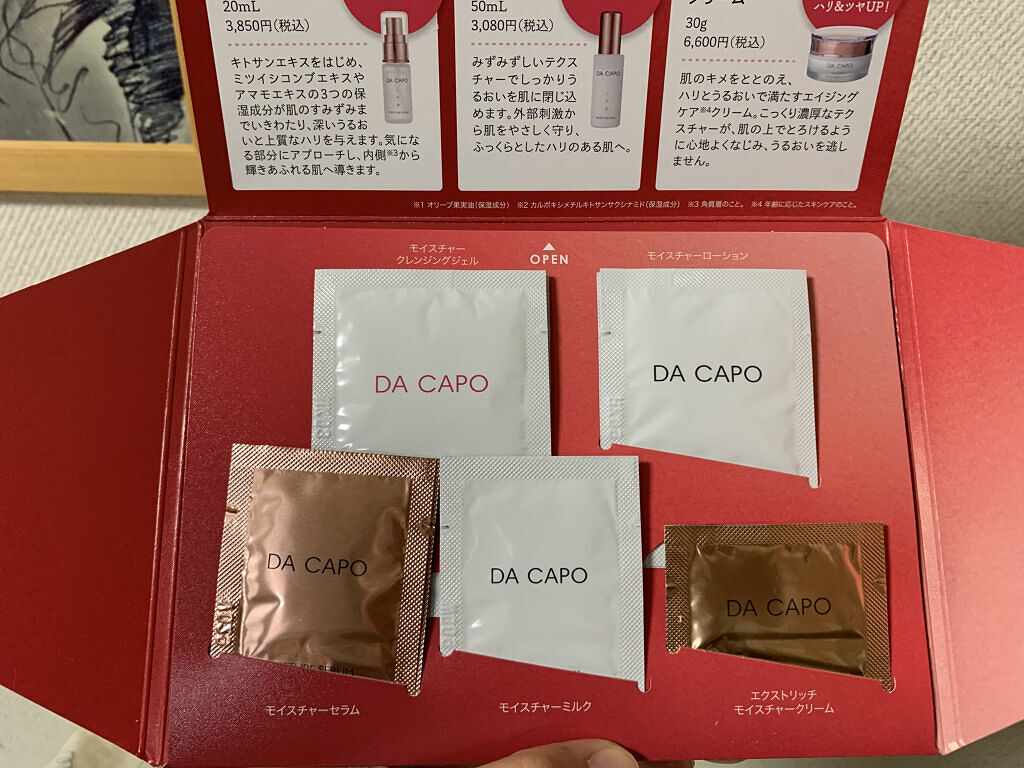 20mL
3,850円(税込)
キトサンエキスをはじめ、
ミツイシコンブエキスや
アマモエキスの3つの保
湿成分が肌のすみずみま
でいきわたり、深いうるお
いと上質なハリを与えます。気にな
る部分にアプローチし、内側※3から
輝きあふれる肌へ導きます。
DA CAPO
50mL
3,080円(税込)
みずみずしいテクス
チャーでしっかりう
るおいを肌に閉じ込
めます。外部刺激か
ら肌をやさしく守り、
ふっくらとしたハリのある肌へ。
DA CAPO
クリーム
30g
6,600円(税込)
ハリ&ツヤUP!
肌のキメをととのえ、
ハリとうるおいで満たすエイジング
ケア※4クリーム。こっくり濃厚なテク
スチャーが、肌の上でとろけるよう
に心地よくなじみ、うるおいを逃し
ません。
※1 オリーブ果実油(保湿成分) ※2 カルボキシメチルキトサンサクシナミド(保湿成分) ※3 角質層のこと。 ※4 年齢に応じたスキンケアのこと。
モイスチャー
クレンジングジェル
OPEN
モイスチャーローション
DA CAPO
DA CAPO
DA CAPO
DA CAPO
DA CAPO
SERUM
モイスチャーセラム
モイスチャーミルク
エクストリッチ
モイスチャークリーム